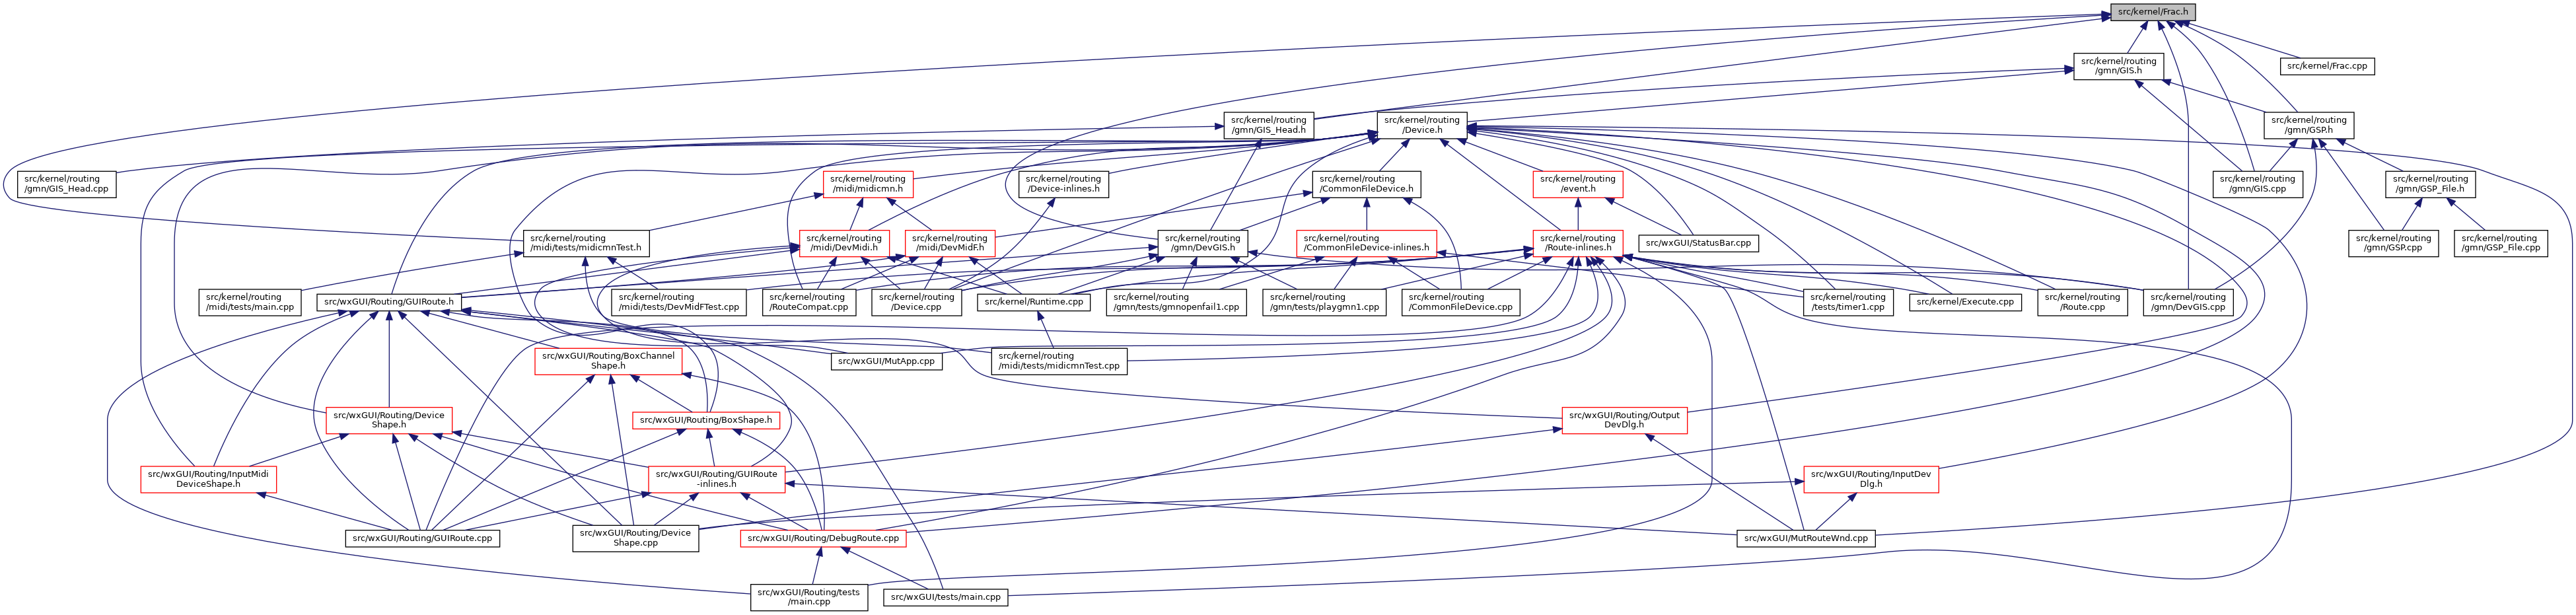 src/kernel/Frac.h
src/kernel/routing
/gmn/GIS.h
src/kernel/Frac.cpp
src/kernel/routing
/gmn/GIS_Head.h
src/kernel/routing
/Device.h
src/kernel/routing
/gmn/GSP.h
src/kernel/routing
/gmn/GIS_Head.cpp
src/kernel/routing
/midi/midicmn.h
src/kernel/routing
/Device-inlines.h
src/kernel/routing
/CommonFileDevice.h
src/kernel/routing
/event.h
src/kernel/routing
/gmn/GIS.cpp
src/kernel/routing
/gmn/GSP_File.h
src/kernel/routing
/midi/tests/midicmnTest.h
src/kernel/routing
/midi/DevMidi.h
src/kernel/routing
/midi/DevMidF.h
src/kernel/routing
/gmn/DevGIS.h
src/kernel/routing
/CommonFileDevice-inlines.h
src/kernel/routing
/Route-inlines.h
src/wxGUI/StatusBar.cpp
src/kernel/routing
/gmn/GSP.cpp
src/kernel/routing
/gmn/GSP_File.cpp
src/kernel/routing
/midi/tests/main.cpp
src/wxGUI/Routing/GUIRoute.h
src/kernel/routing
/midi/tests/DevMidFTest.cpp
src/kernel/routing
/RouteCompat.cpp
src/kernel/routing
/Device.cpp
src/kernel/Runtime.cpp
src/kernel/routing
/gmn/tests/gmnopenfail1.cpp
src/kernel/routing
/gmn/tests/playgmn1.cpp
src/kernel/routing
/CommonFileDevice.cpp
src/kernel/routing
/tests/timer1.cpp
src/kernel/Execute.cpp
src/kernel/routing
/Route.cpp
src/kernel/routing
/gmn/DevGIS.cpp
src/wxGUI/Routing/BoxChannel
Shape.h
src/wxGUI/MutApp.cpp
src/kernel/routing
/midi/tests/midicmnTest.cpp
src/wxGUI/Routing/Device
Shape.h
src/wxGUI/Routing/BoxShape.h
src/wxGUI/Routing/Output
DevDlg.h
src/wxGUI/Routing/InputMidi
DeviceShape.h
src/wxGUI/Routing/GUIRoute
-inlines.h
src/wxGUI/Routing/InputDev
Dlg.h
src/wxGUI/Routing/GUIRoute.cpp
src/wxGUI/Routing/Device
Shape.cpp
src/wxGUI/Routing/DebugRoute.cpp
src/wxGUI/MutRouteWnd.cpp
src/wxGUI/Routing/tests
/main.cpp
src/wxGUI/tests/main.cpp